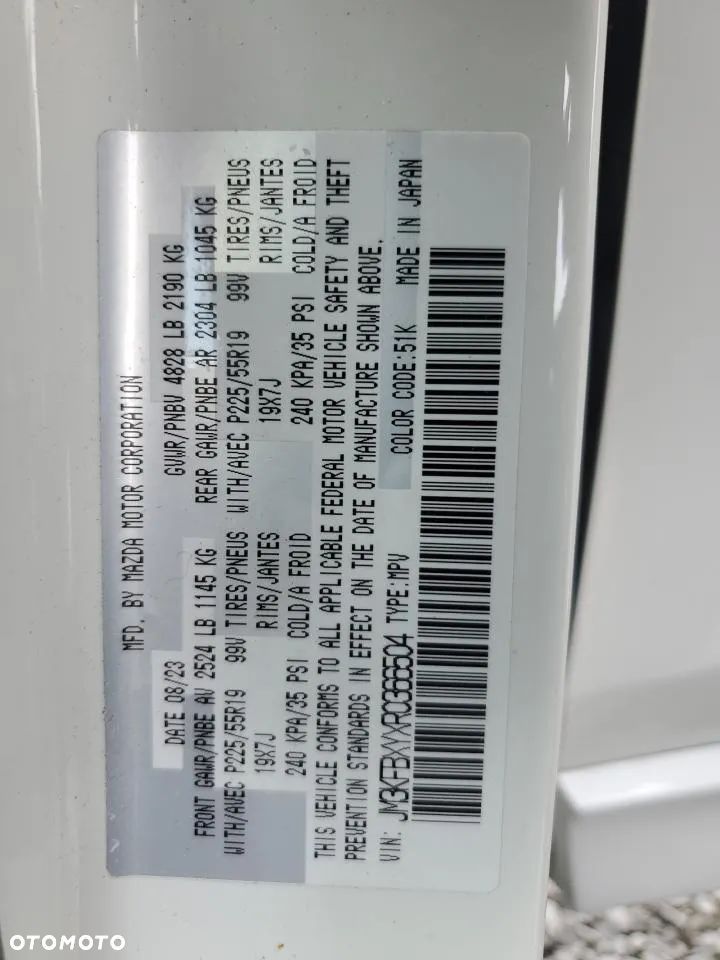 MFD. BY MAZDA MOTOR CORPORATION
DATE 08/23 GVWR/PNBV 4828 LB 2190 KG
FRONT GAWR/PNBE AV 2524 LB 1145 KG REAR GAWR/PNBE AR 2304 LB 1045 KG
WITH/AVEC P225/55R19 99V TIRES/PNEUS WITH/AVEC P225/55R19 99V TIRES/PNEUS
19X7J RIMS/JANTES 19X7J RIMS/JANTES
240 KPA/35 PSI COLD/A FROID 240 KPA/35 PSI COLD/A FROID
THIS VEHICLE CONFORMS TO ALL APPLICABLE FEDERAL MOTOR VEHICLE SAFETY AND THEFT
PREVENTION STANDARDS IN EFFECT ON THE DATE OF MANUFACTURE SHOWN ABOVE.
VIN: JM3KFBXYXR0366504 TYPE:MPV COLOR CODE:51K MADE IN JAPAN
OTOMOTO